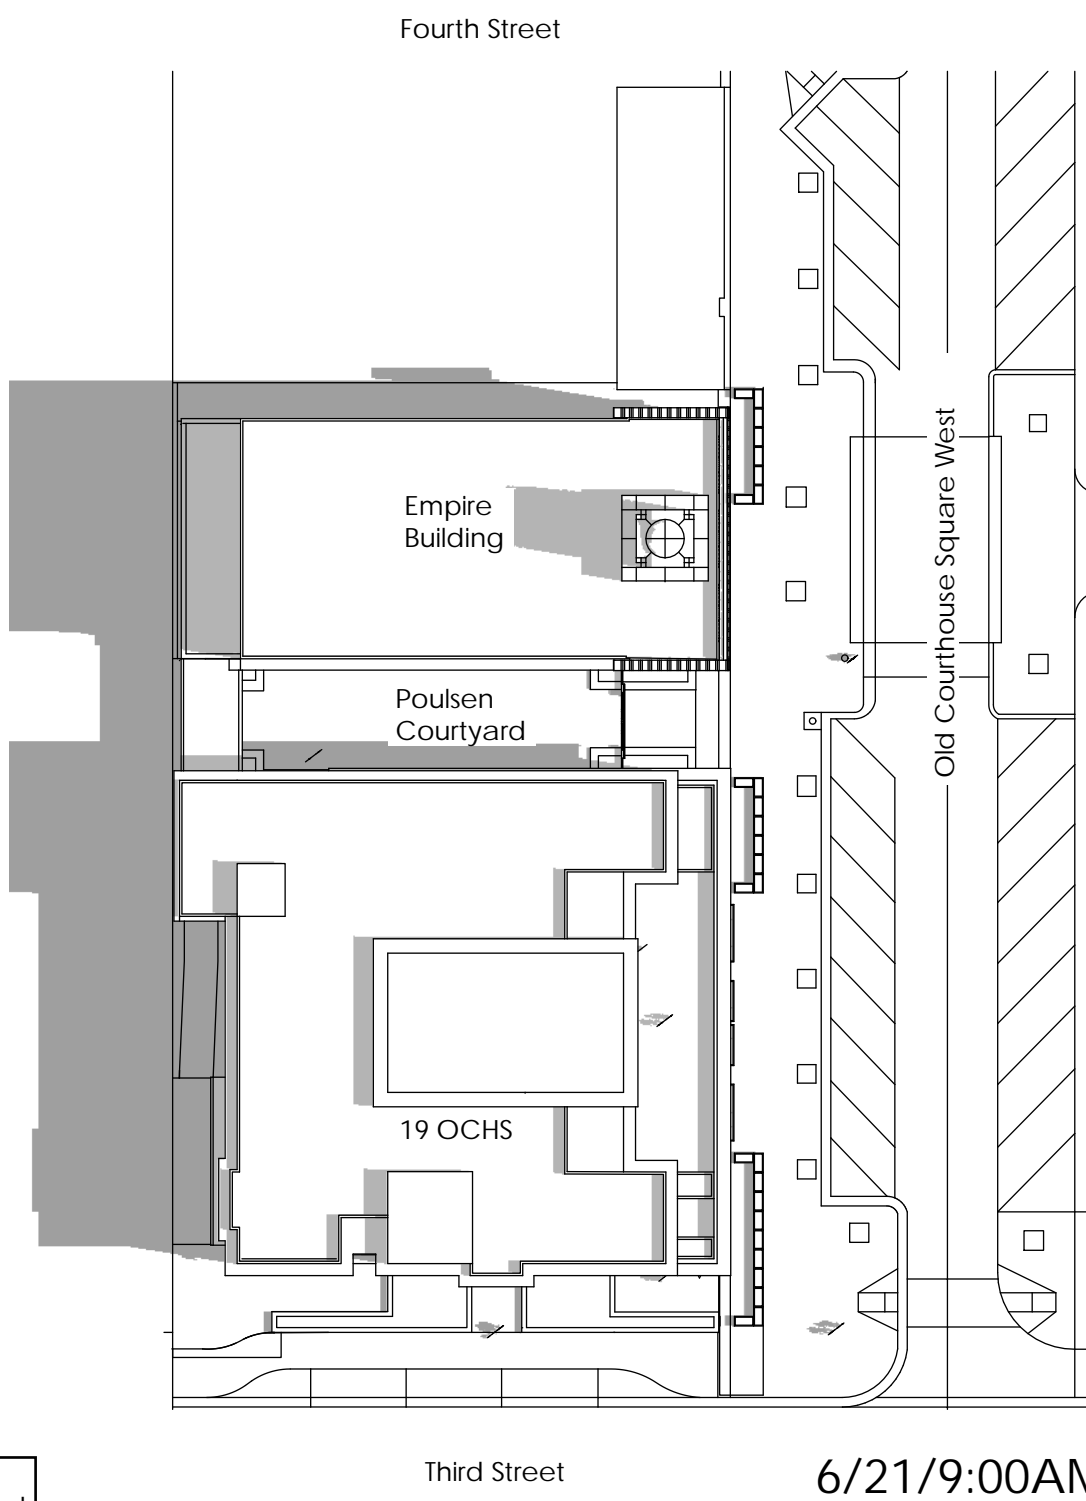 Fourth Street
Empire
Building
Old Courthouse Square West
Poulsen
Courtyard
19 OCHS
Third Street
6/21/9:00AM